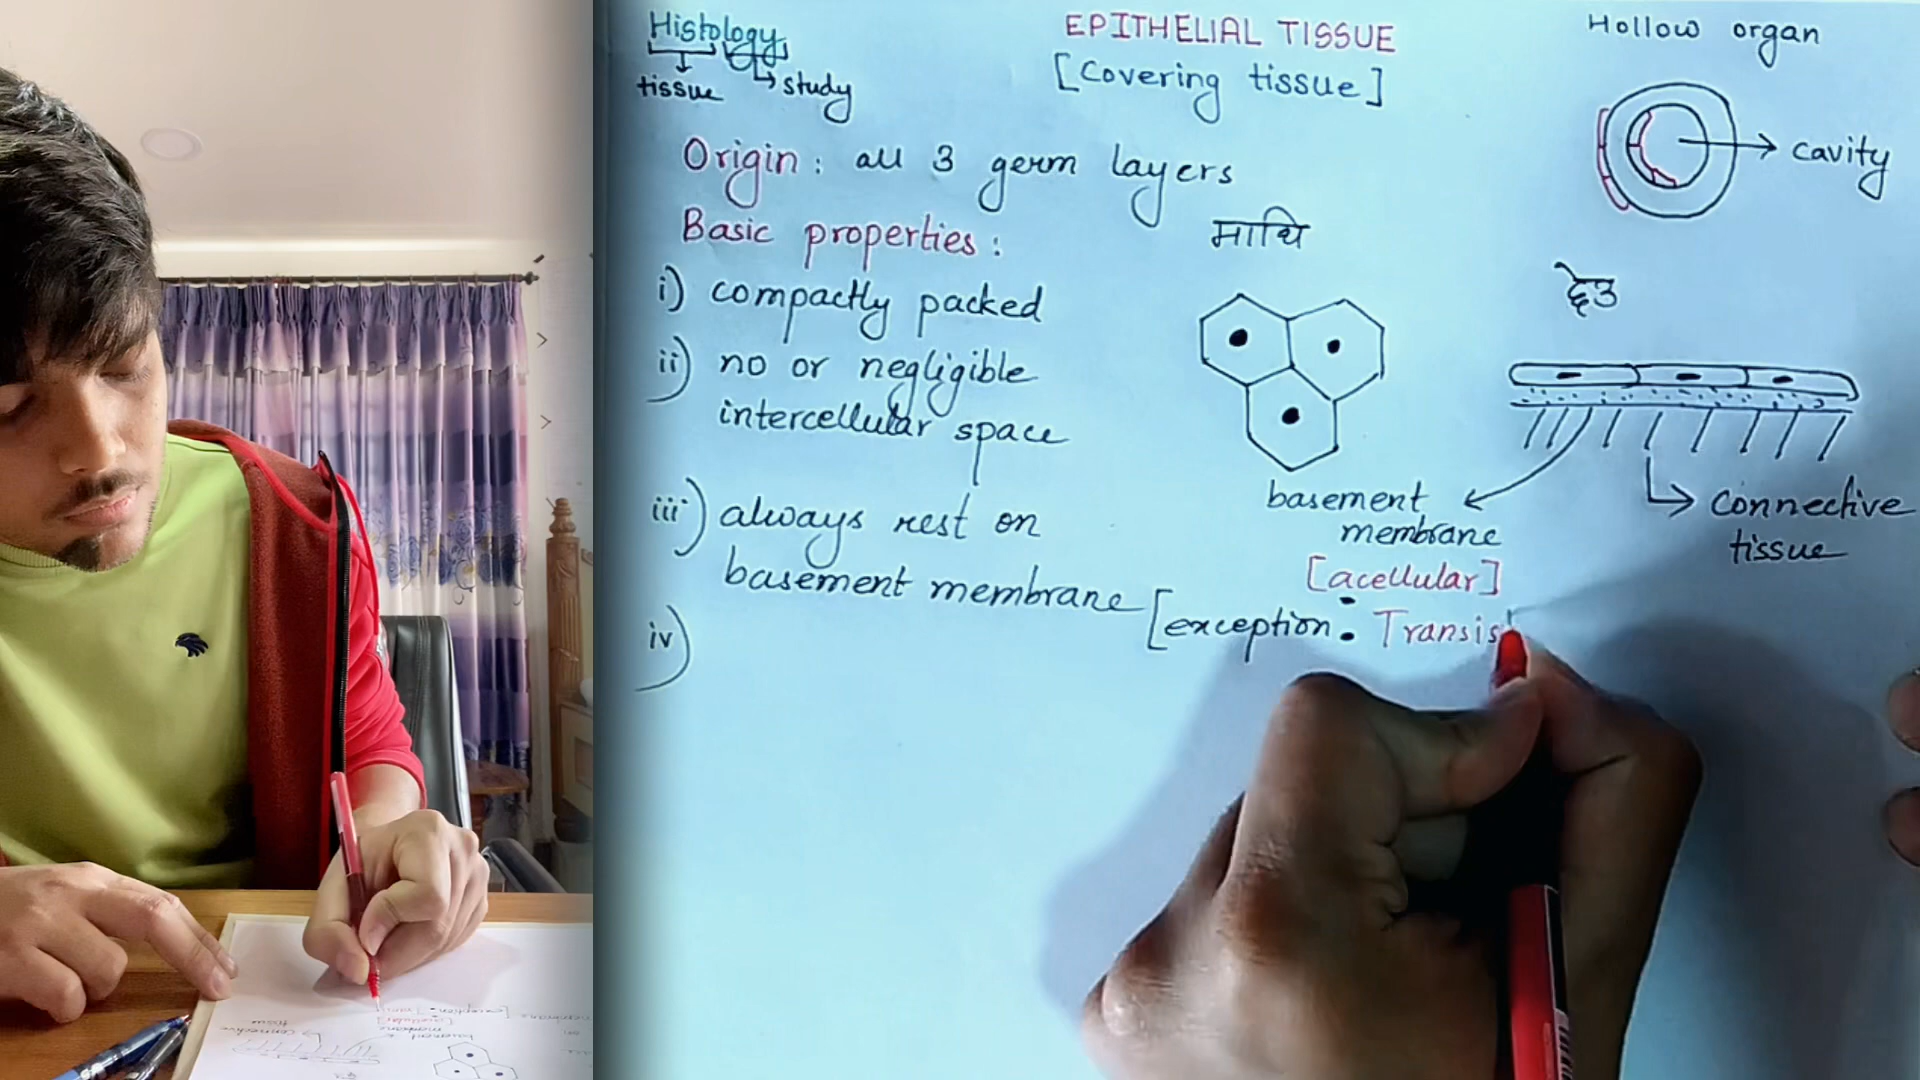 Histology
tissue
study
EPITHELIAL TISSUE
[Covering tissue]
Hollow organ
cavity
Origin: all 3 germ layers
Basic properties:
माथि
i) compactly packed
ii) no or negligible
intercellular space
iii) always rest on
basement membrane [exception: Transis
iv)
basement
membrane
[acellular]
connective
tissue